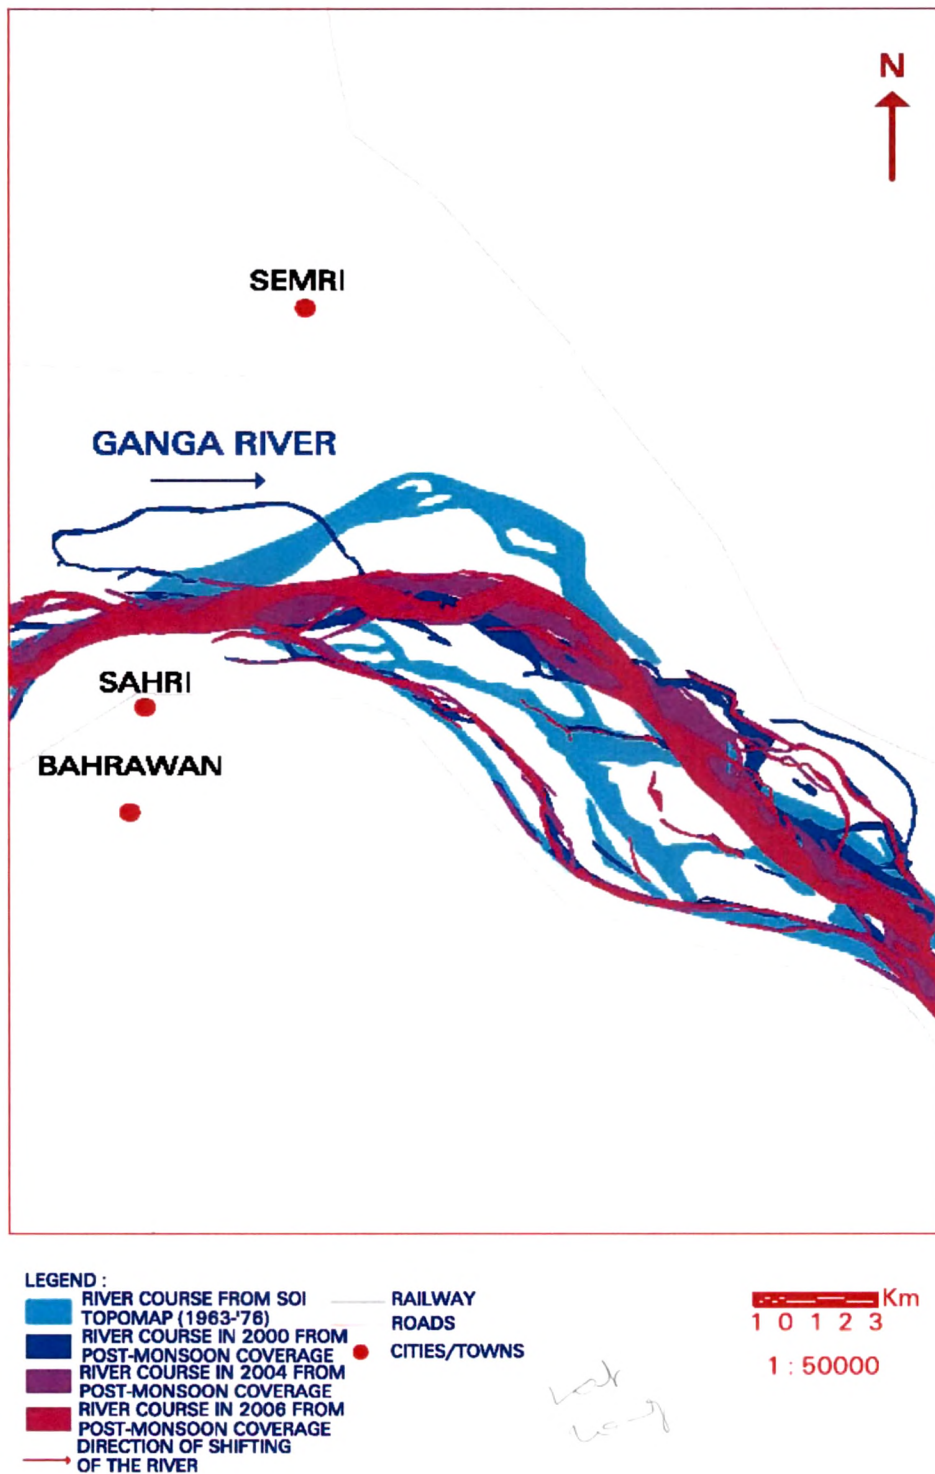 N
SEMRI
GANGA RIVER
SAHRI
BAHRAWAN
LEGEND :
RIVER COURSE FROM SOI
TOPOMAP (1963-'76)
RIVER COURSE IN 2000 FROM
POST-MONSOON COVERAGE
RIVER COURSE IN 2004 FROM
POST-MONSOON COVERAGE
RIVER COURSE IN 2006 FROM
POST-MONSOON COVERAGE
DIRECTION OF SHIFTING
OF THE RIVER
RAILWAY
ROADS
CITIES/TOWNS
Km
1 0 1 2 3
1 : 50000